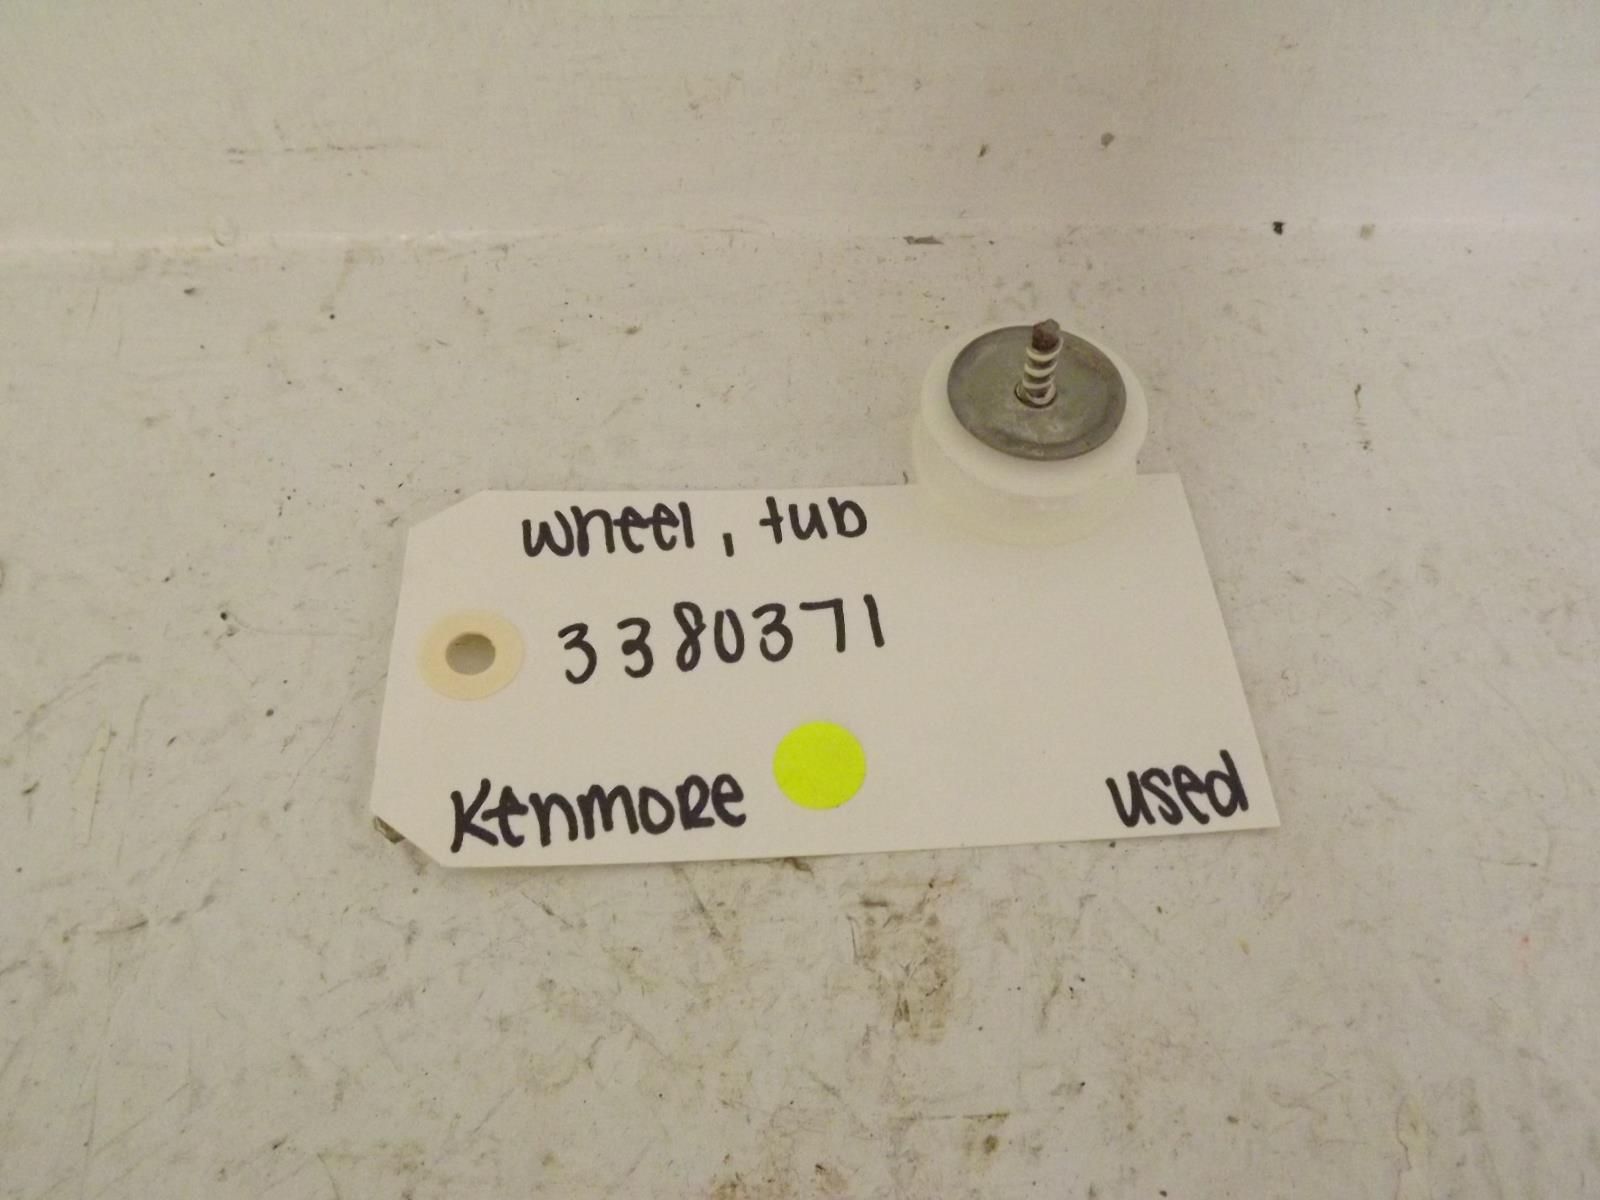 wheel, tub
3380371
Kenmore
used